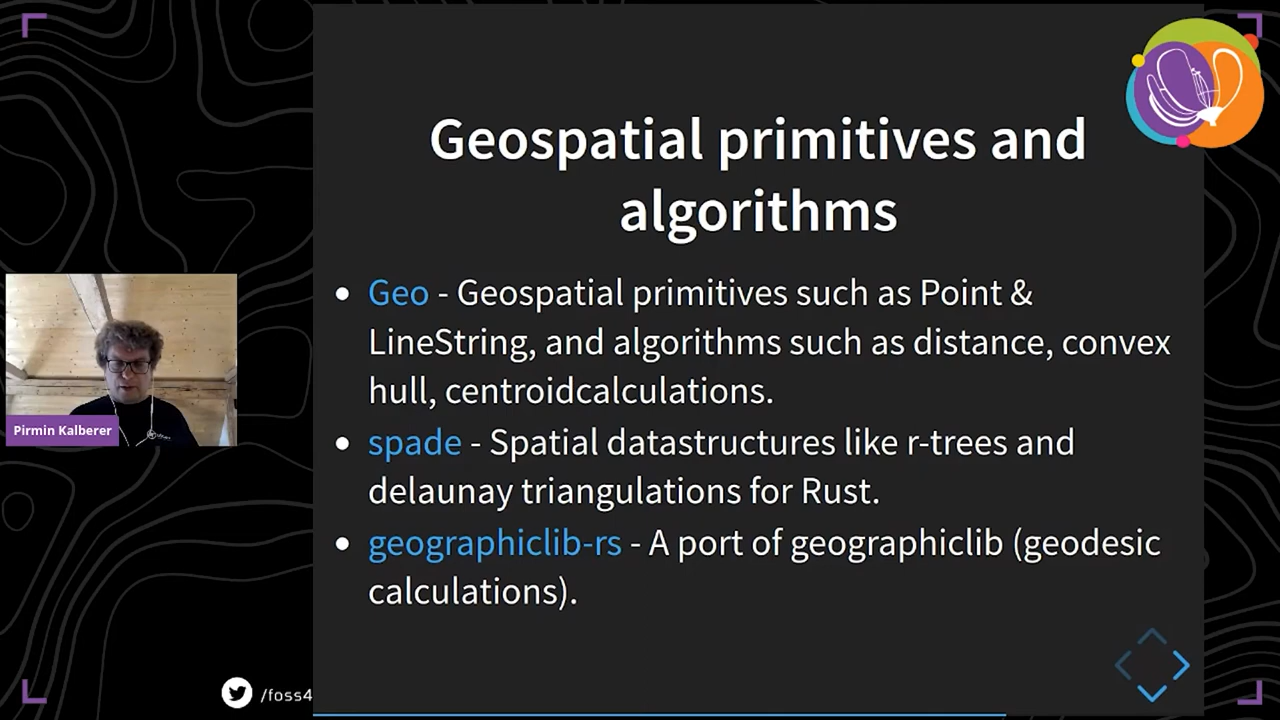 Geospatial primitives and
algorithms
Geo - Geospatial primitives such as Point &
LineString, and algorithms such as distance, convex
hull, centroidcalculations.
spade - Spatial datastructures like r-trees and
delaunay triangulations for Rust.
geographiclib-rs - A port of geographiclib (geodesic
calculations).
Pirmin Kalberer
/foss4